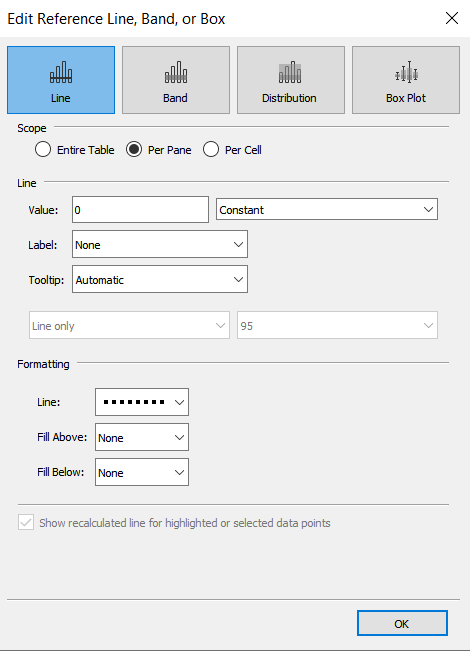 Edit Reference Line, Band, or Box
Line
Band
Distribution
Box Plot
Scope
Entire Table
Per Pane
Per Cell
Line
Value:
0
Constant
Label:
None
Tooltip:
Automatic
Line only
95
Formatting
Line:
Fill Above:
None
Fill Below:
None
Show recalculated line for highlighted or selected data points
OK